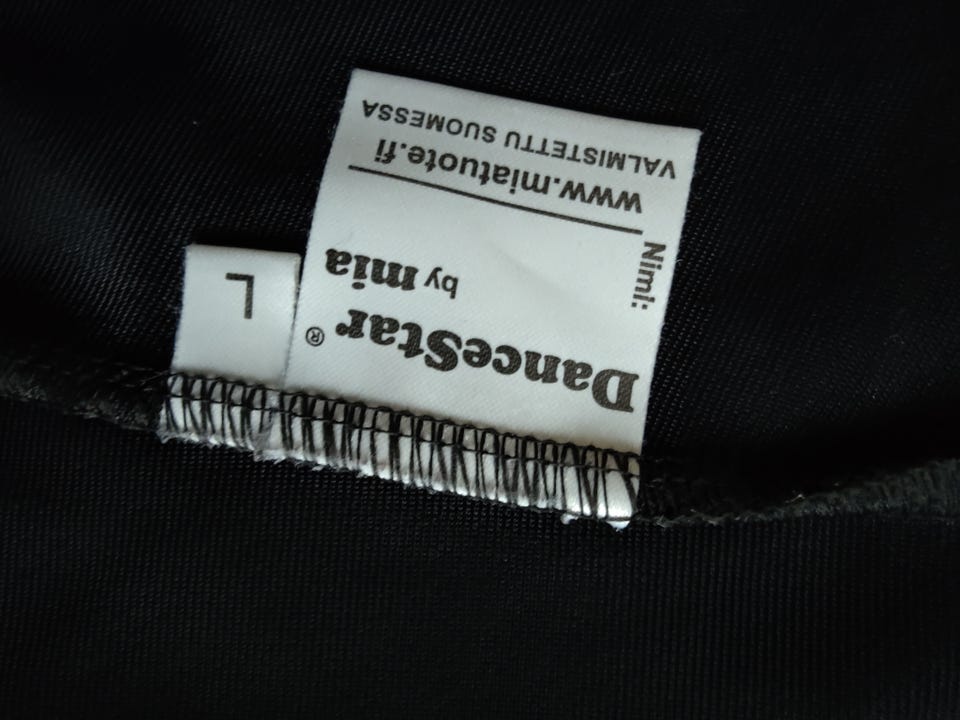 DanceStar®
by mia
Nimi:
www.miatuote.fi
VALMISTETTU SUOMESSA
L